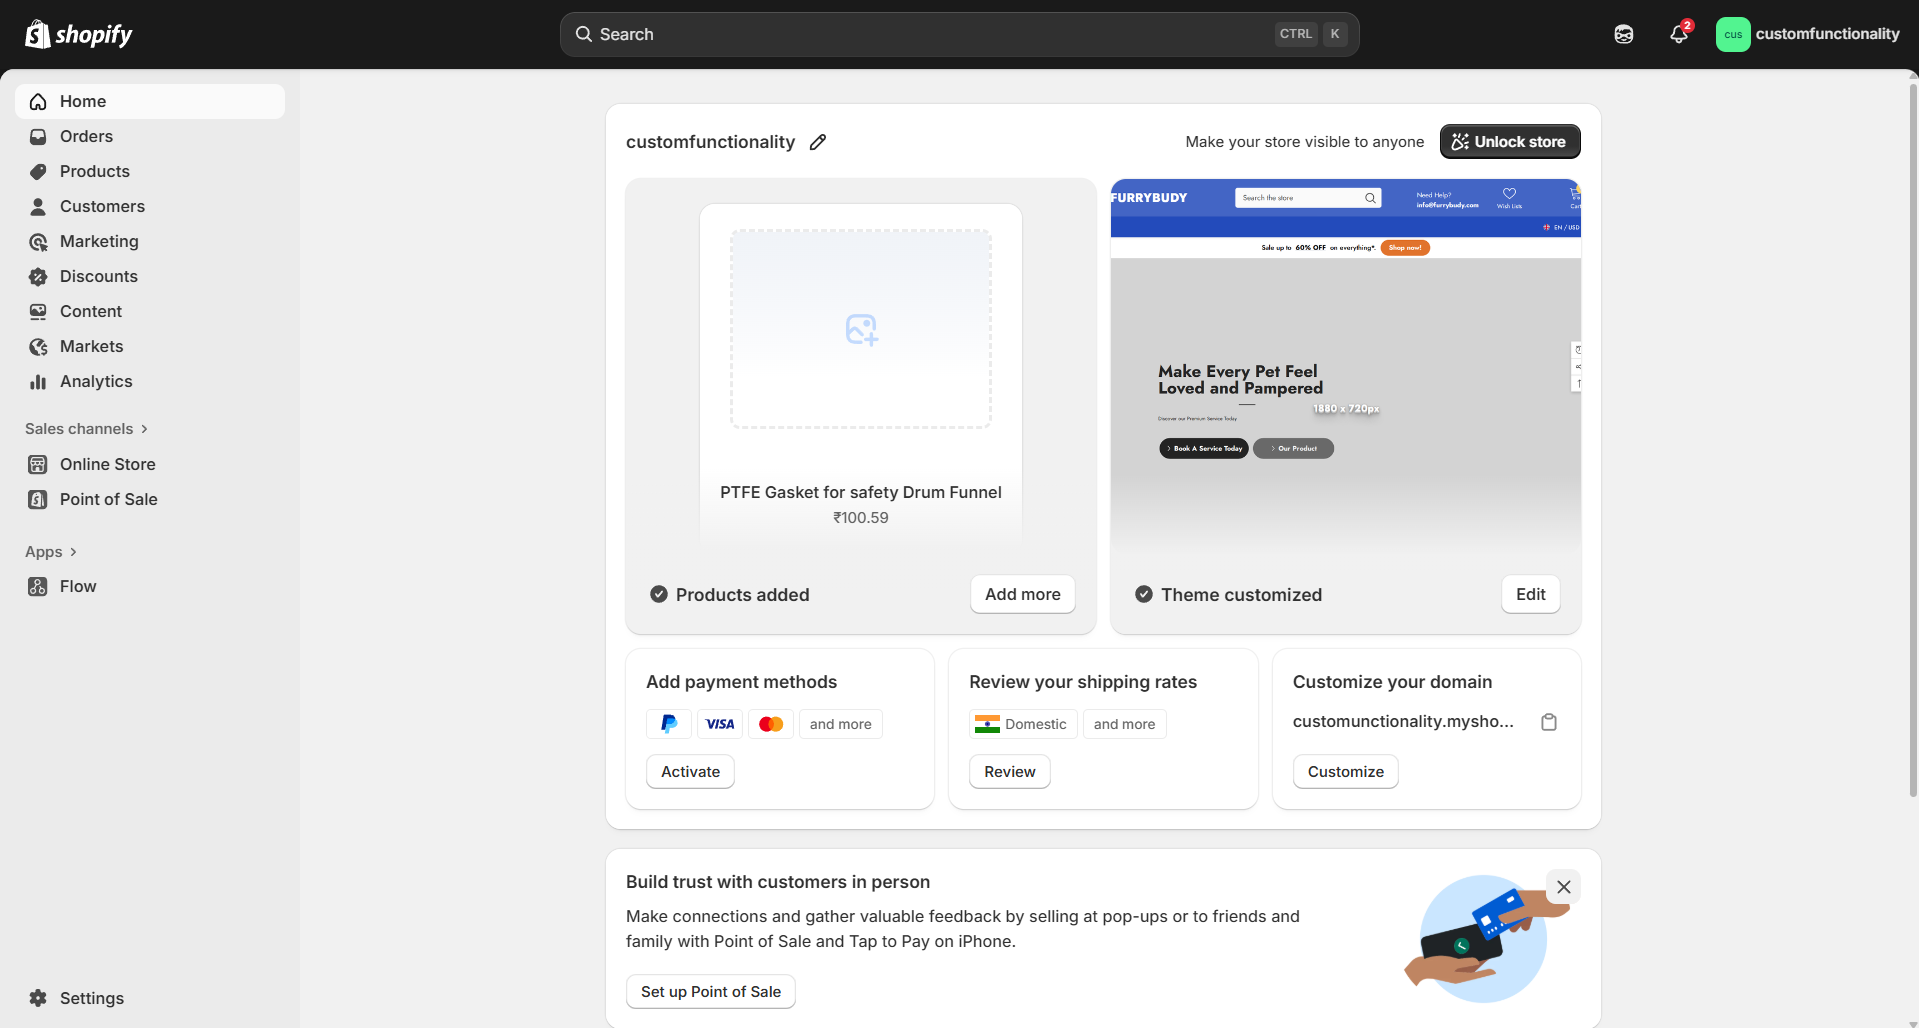 shopify
Search
CTRL K
2
cus
customfunctionality
Home
Orders
Products
Customers
Marketing
Discounts
Content
Markets
Analytics
Sales channels
Online Store
Point of Sale
Apps
Flow
Settings
customfunctionality
Make your store visible to anyone
Unlock store
PTFE Gasket for safety Drum Funnel
₹100.59
Products added
Add more
FURRYBUDY
Search the store
Need Help?
info@furrybudy.com
Wish Lists
Cart
EN / USD
Sale up to 60% OFF on everything*.
Shop now!
Make Every Pet Feel
Loved and Pampered
1880 x 720px
Discover our Premium Service Today
Book A Service Today
Our Product
Theme customized
Edit
Add payment methods
VISA
and more
Activate
Review your shipping rates
Domestic
and more
Review
Customize your domain
customunctionality.mysho...
Customize
Build trust with customers in person
Make connections and gather valuable feedback by selling at pop-ups or to friends and
family with Point of Sale and Tap to Pay on iPhone.
Set up Point of Sale